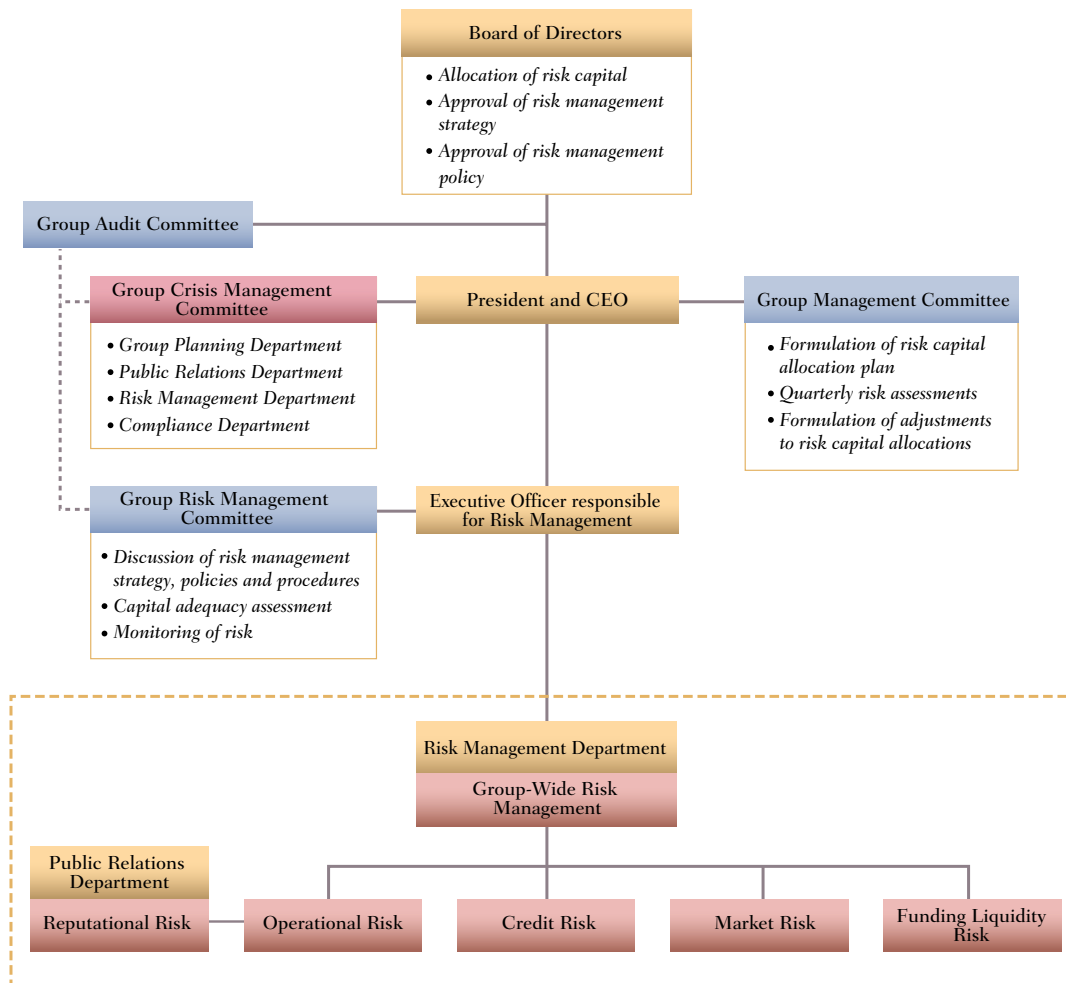 Board of Directors
• Allocation of risk capital
• Approval of risk management
strategy
• Approval of risk management
policy
Group Audit Committee
Group Crisis Management
Committee
• Group Planning Department
• Public Relations Department
• Risk Management Department
• Compliance Department
President and CEO
Group Management Committee
• Formulation of risk capital
allocation plan
• Quarterly risk assessments
• Formulation of adjustments
to risk capital allocations
Group Risk Management
Committee
• Discussion of risk management
strategy, policies and procedures
• Capital adequacy assessment
• Monitoring of risk
Executive Officer responsible
for Risk Management
Risk Management Department
Group-Wide Risk
Management
Public Relations
Department
Reputational Risk
Operational Risk
Credit Risk
Market Risk
Funding Liquidity
Risk